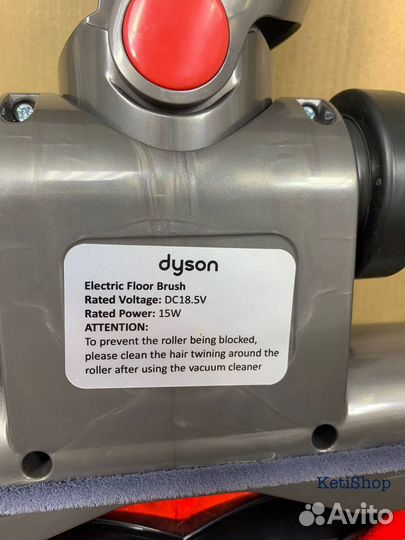 dyson
Electric Floor Brush
Rated Voltage: DC18.5V
Rated Power: 15W
ATTENTION:
To prevent the roller being blocked,
please clean the hair twining around the
roller after using the vacuum cleaner
KetiShop
Avito